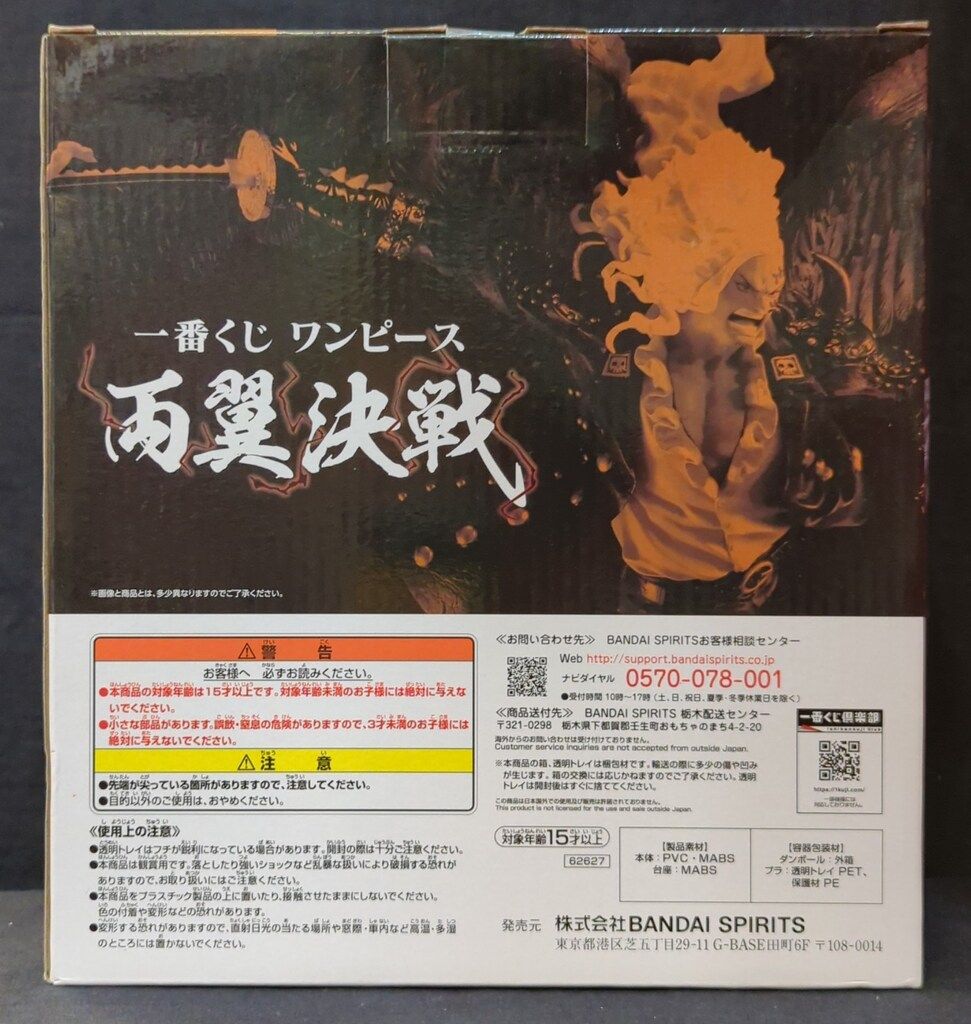 一番くじ ワンピース
両翼決戦
※画像と商品とは、多少異なりますのでご了承ください。
⚠警告
お客様へ 必ずお読みください。
●本商品の対象年齢は15才以上です。対象年齢未満のお子様には絶対に与えな
いでください。
●小さな部品があります。誤飲・窒息の危険がありますので、3才未満のお子様には
絶対に与えないでください。
⚠注意
●先端が尖っている箇所がありますので、注意してください。
●目的以外のご使用は、おやめください。
《使用上の注意》
●透明トレイはフチが鋭利になっている場合があります。開封の際は十分ご注意ください。
●本商品は観賞用です。落としたり強いショックなど乱暴な扱いにより破損する恐れが
ありますので、お取り扱いにはご注意ください。
●本商品をプラスチック製品の上に置いたり、接触させたままにしないでください。
色の付着や変形などの恐れがあります。
●変形する恐れがありますので、直射日光の当たる場所や窓際・車内など高温・多湿
のところには置かないでください。
≪お問い合わせ先≫ BANDAI SPIRITSお客様相談センター
Web http://support.bandaispirits.co.jp
ナビダイヤル 0570-078-001
●受付時間 10時～17時(土、日、祝日、夏季・冬季休業日を除く)
≪商品送付先≫ BANDAI SPIRITS 栃木配送センター
〒321-0298 栃木県下都賀郡壬生町おもちゃのまち4-2-20
海外からのお問い合わせは受け付けておりません。
Customer service inquiries are not accepted from outside Japan.
※本商品の箱、透明トレイは梱包材です。輸送の際に多少の傷や凹み
が生じます。箱の交換には応じかねますのでご了承ください。透明
トレイは開封後はすぐに捨ててください。
この商品は日本国外での使用及び販売は許諾されておりません。
This product is not licensed for the use and sale outside Japan.
一番くじ倶楽部
ichibankuji club
https://1kuji.com/
一部機種には
対応しておりません。
対象年齢15才以上
62627
【製品素材】
本体：PVC・MABS
台座：MABS
【容器包装材】
ダンボール：外箱
プラ：透明トレイ PET、
保護材 PE
発売元 株式会社BANDAI SPIRITS
東京都港区芝五丁目29-11 G-BASE田町6F 〒108-0014